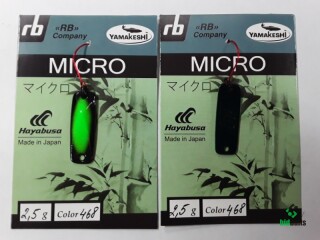 rb
«RB»
Company
YAMAKESHI
MICRO
マイクロ
Hayabusa
Made in Japan
2,5 g
Color 468
rb
«RB»
Company
YAMAKESHI
MICRO
マイクロ
Hayabusa
Made in Japan
2,5 g
Color 468